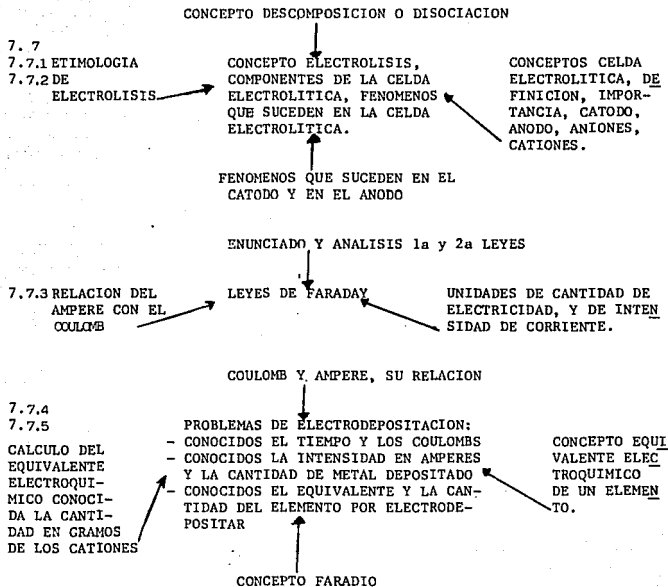 CONCEPTO DESCOMPOSICION O DISOCIACION
7.7
7.7.1 ETIMOLOGIA
7.7.2 DE
ELECTROLISIS
CONCEPTO ELECTROLISIS,
COMPONENTES DE LA CELDA
ELECTROLITICA, FENOMENOS
QUE SUCEDEN EN LA CELDA
ELECTROLITICA.
CONCEPTOS CELDA
ELECTROLITICA, DE
FINICION, IMPOR-
TANCIA, CATODO,
ANODO, ANIONES,
CATIONES.
FENOMENOS QUE SUCEDEN EN EL
CATODO Y EN EL ANODO
ENUNCIADO Y ANALISIS 1a y 2a LEYES
7.7.3 RELACION DEL
AMPERE CON EL
COULOMB
LEYES DE FARADAY
UNIDADES DE CANTIDAD DE
ELECTRICIDAD, Y DE INTEN
SIDAD DE CORRIENTE.
COULOMB Y. AMPERE, SU RELACION
7.7.4
7.7.5
CALCULO DEL
EQUIVALENTE
ELECTROQUI-
MICO CONOCI-
DA LA CANTI-
DAD EN GRAMOS
DE LOS CATIONES
PROBLEMAS DE ELECTRODEPOSITACION:
- CONOCIDOS EL TIEMPO Y LOS COULOMBS
- CONOCIDOS LA INTENSIDAD EN AMPERES
Y LA CANTIDAD DE METAL DEPOSITADO
- CONOCIDOS EL EQUIVALENTE Y LA CAN-
TIDAD DEL ELEMENTO POR ELECTRODE-
POSITAR
CONCEPTO EQUI
VALENTE ELEC
TROQUIMICO
DE UN ELEMEN
TO.
CONCEPTO FARADIO